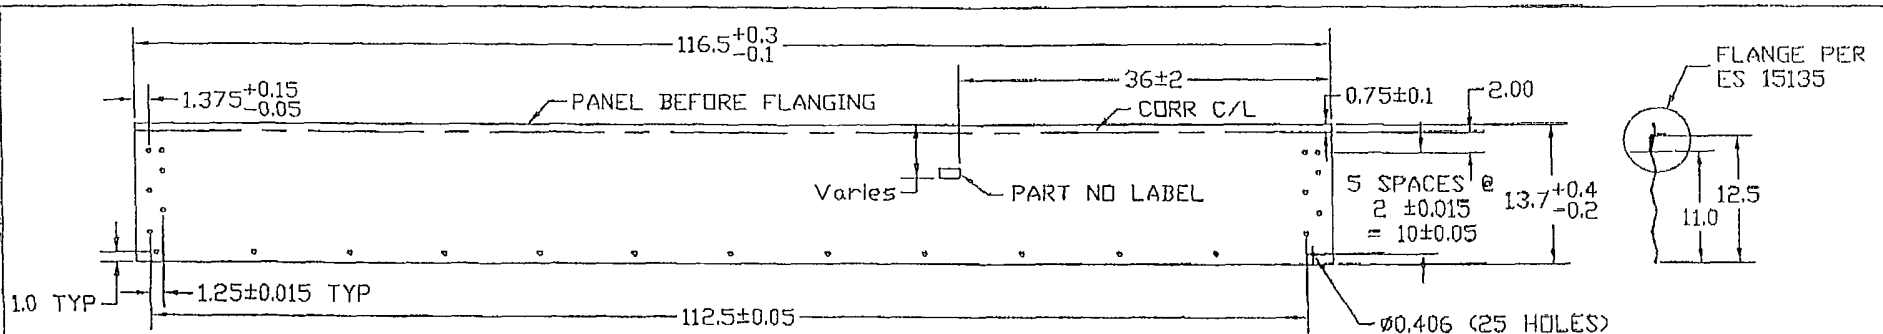 116.5+0.3
-0.1
36±2
FLANGE PER
ES 15135
1.375+0.15
-0.05
PANEL BEFORE FLANGING
CORR C/L
0.75±0.1
2.00
Varies
PART NO LABEL
5 SPACES @
2 ±0.015
= 10±0.05
13.7+0.4
-0.2
12.5
11.0
1.0 TYP
1.25±0.015 TYP
112.5±0.05
ø0.406 (25 HOLES)